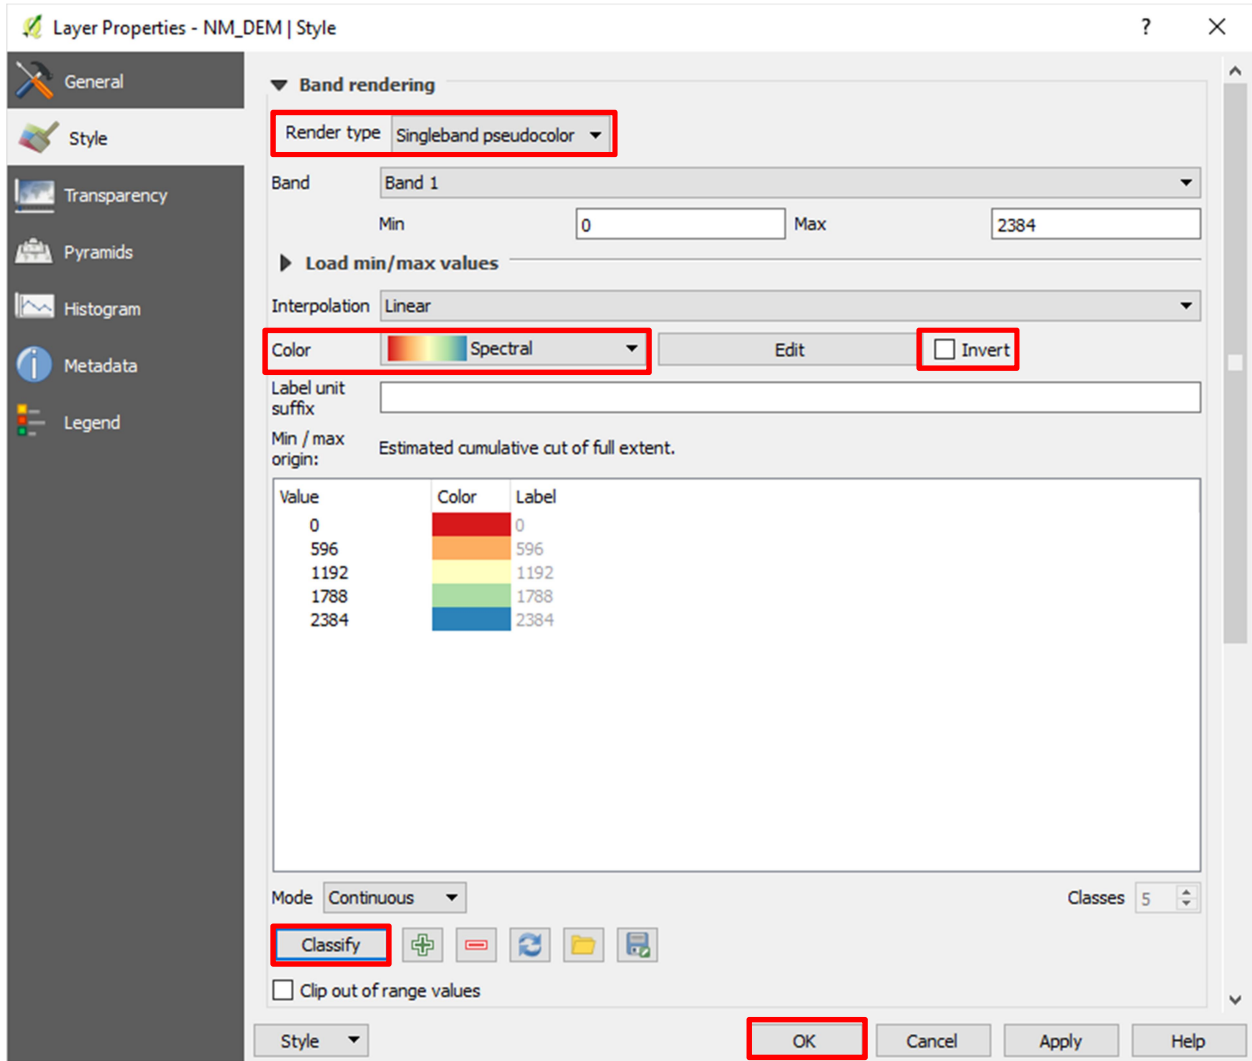 Layer Properties - NM_DEM | Style ?
General
Style
Transparency
Pyramids
Histogram
Metadata
Legend
Band rendering
Render type Singleband pseudocolor
Band Band 1
Min 0 Max 2384
Load min/max values
Interpolation Linear
Color Spectral Edit Invert
Label unit
suffix
Min / max
origin: Estimated cumulative cut of full extent.
Value Color Label
0 0
596 596
1192 1192
1788 1788
2384 2384
Mode Continuous Classes 5
Classify
Clip out of range values
Style OK Cancel Apply Help